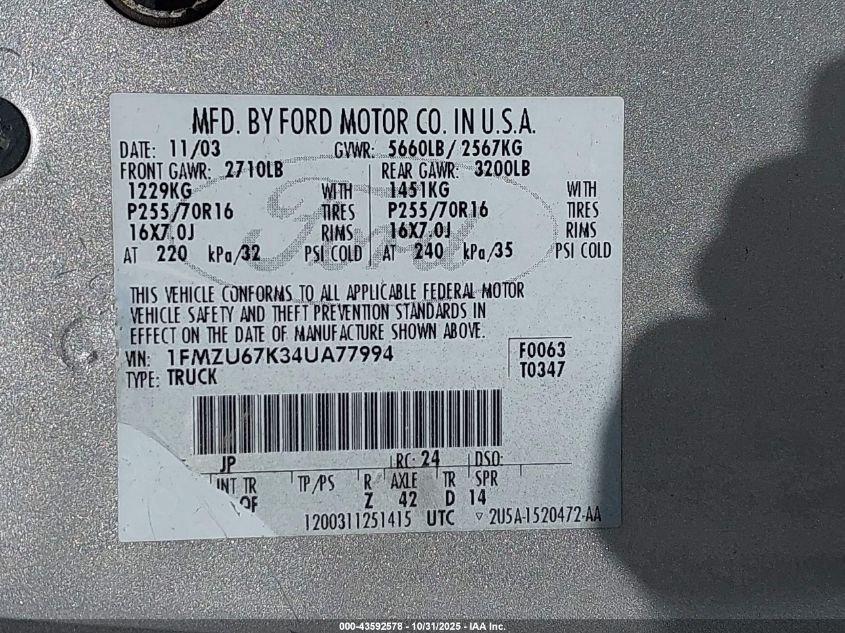 MFD. BY FORD MOTOR CO. IN U.S.A.
DATE: 11/03 GVWR: 5660LB/ 2567KG
FRONT GAWR: 2710LB REAR GAWR: 3200LB
1229KG WITH 1451KG WITH
P255/70R16 TIRES P255/70R16 TIRES
16X7.0J RIMS 16X7.0J RIMS
AT 220 kPa/32 PSI COLD AT 240 kPa/35 PSI COLD
Ford
THIS VEHICLE CONFORMS TO ALL APPLICABLE FEDERAL MOTOR
VEHICLE SAFETY AND THEFT PREVENTION STANDARDS IN
EFFECT ON THE DATE OF MANUFACTURE SHOWN ABOVE.
VIN: 1FMZU67K34UA77994 F0063
TYPE: TRUCK T0347
JP RC: 24 DSO:
INT TR TP/PS R AXLE TR SPR
OF Z 42 D 14
1200311251415 UTC ▿ 2U5A-1520472-AA
000-43592578 - 10/31/2025 - IAA Inc.